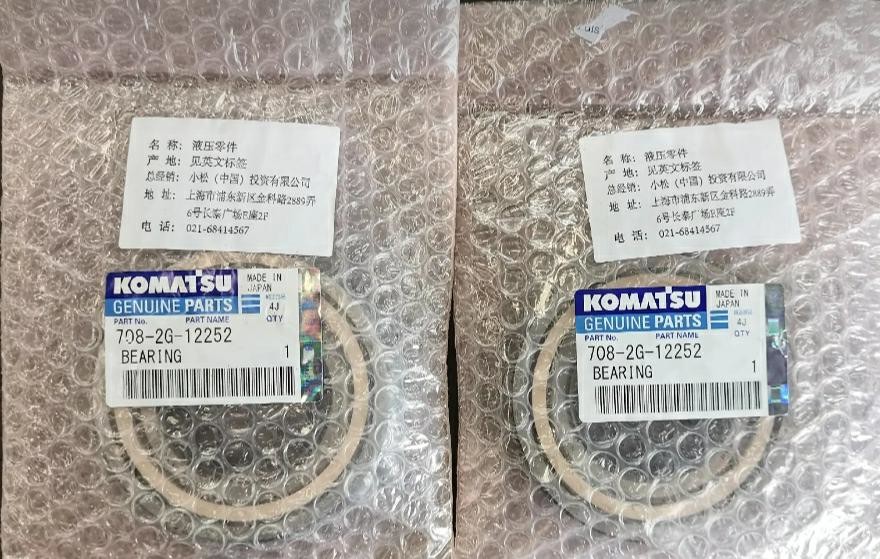 名 称: 液压零件
产 地: 见英文标签
总经销: 小松 (中国) 投资有限公司
地 址: 上海市浦东新区金科路2889弄
6号长泰广场E座2F
电 话: 021-68414567
KOMATSU
GENUINE PARTS
MADE IN
JAPAN
4J
QTY
PART No. PART NAME
708-2G-12252
BEARING 1
名 称: 液压零件
产 地: 见英文标签
总经销: 小松 (中国) 投资有限公司
地 址: 上海市浦东新区金科路2889弄
6号长泰广场E座2F
电 话: 021-68414567
KOMATSU
GENUINE PARTS
MADE IN
JAPAN
4J
QTY
PART No. PART NAME
708-2G-12252
BEARING 1